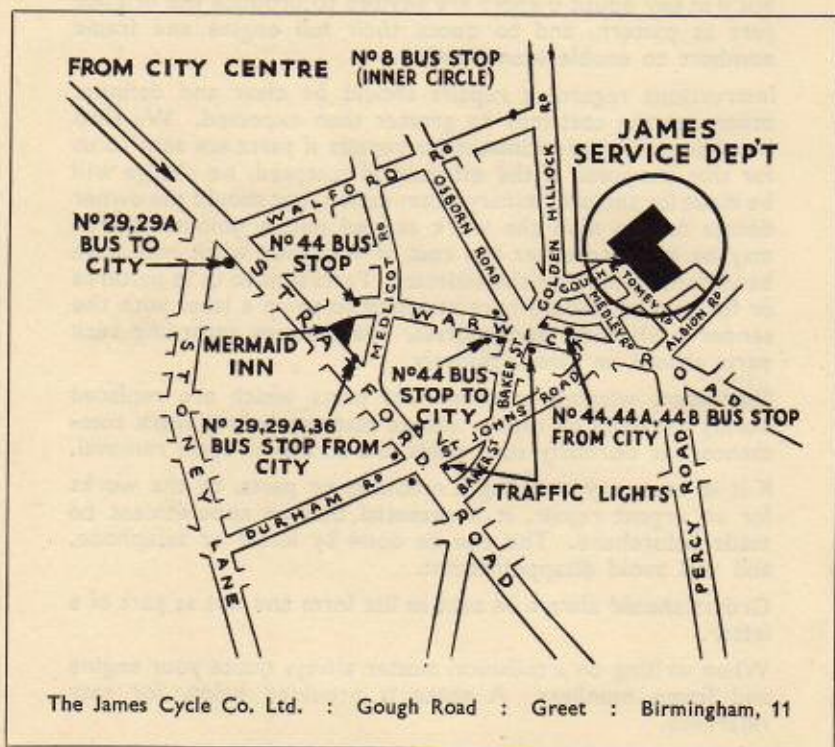 FROM CITY CENTRE
Nº 8 BUS STOP
(INNER CIRCLE)
JAMES
SERVICE DEP'T
Nº 29, 29A
BUS TO
CITY
WALFORD RD
Nº 44 BUS
STOP
MEDLICOT RD
OSBORN ROAD
GOLDEN HILLOCK RD
GOUGH
TOMEY RD
MEDLEY RD
ALBION RD
STRATFORD ROAD
WARWICK ROAD
MERMAID
INN
Nº 44 BUS
STOP TO
CITY
BAKER ST
ST JOHNS ROAD
BAKER ST
Nº 44, 44A, 44B BUS STOP
FROM CITY
Nº 29, 29A, 36
BUS STOP FROM
CITY
TRAFFIC LIGHTS
STONEY LANE
DURHAM RD
PERCY ROAD
The James Cycle Co. Ltd. : Gough Road : Greet : Birmingham, 11